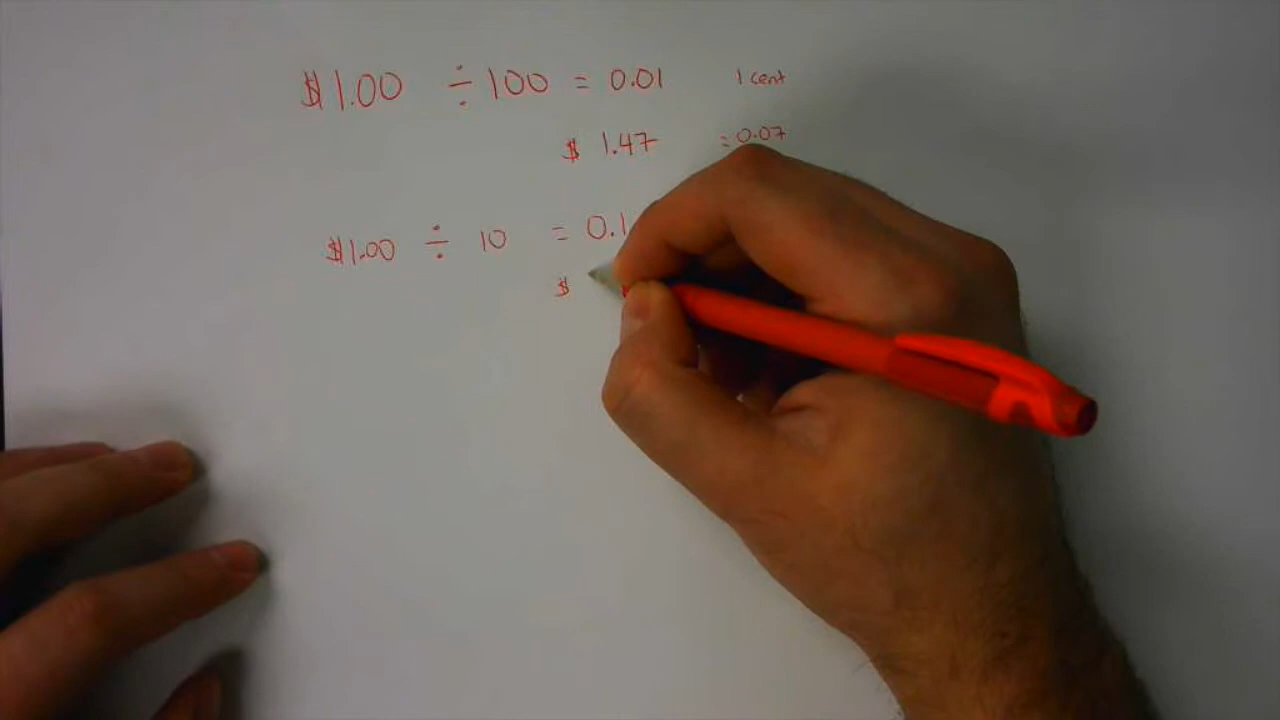 $1.00 ÷ 100 = 0.01 1 cent
$ 1.47 = 0.07
$1.00 ÷ 10 = 0.1
$